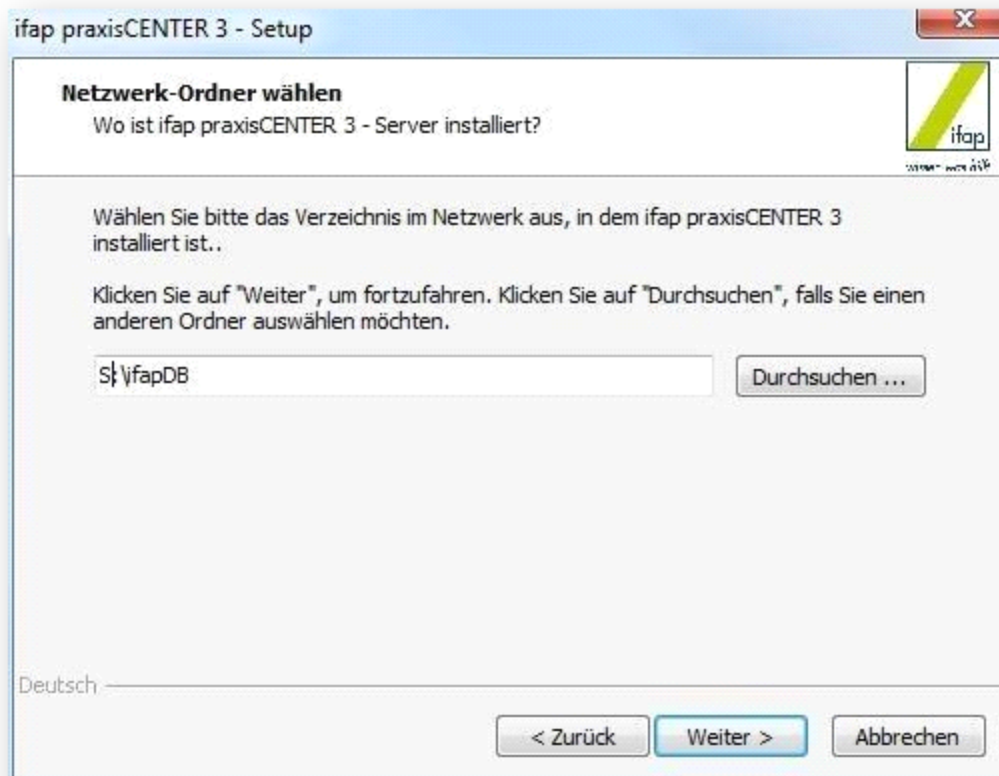 ifap praxisCENTER 3 - Setup
Netzwerk-Ordner wählen
Wo ist ifap praxisCENTER 3 - Server installiert?
ifap
Wählen Sie bitte das Verzeichnis im Netzwerk aus, in dem ifap praxisCENTER 3
installiert ist..
Klicken Sie auf "Weiter", um fortzufahren. Klicken Sie auf "Durchsuchen", falls Sie einen
anderen Ordner auswählen möchten.
S:\ifapDB
Durchsuchen ...
Deutsch
< Zurück
Weiter >
Abbrechen